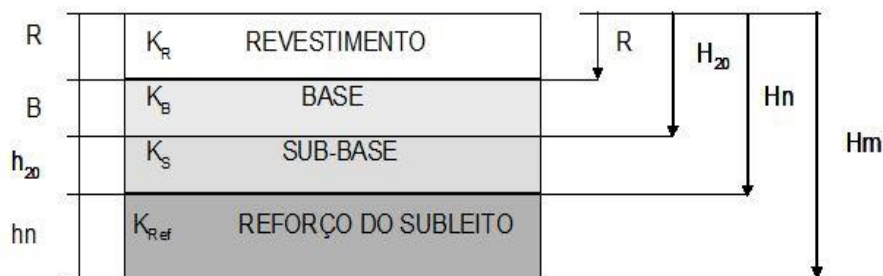 R K_R REVESTIMENTO R
H_20
B K_B BASE
Hn
h_20 K_S SUB-BASE
Hm
hn K_Ref REFORÇO DO SUBLEITO